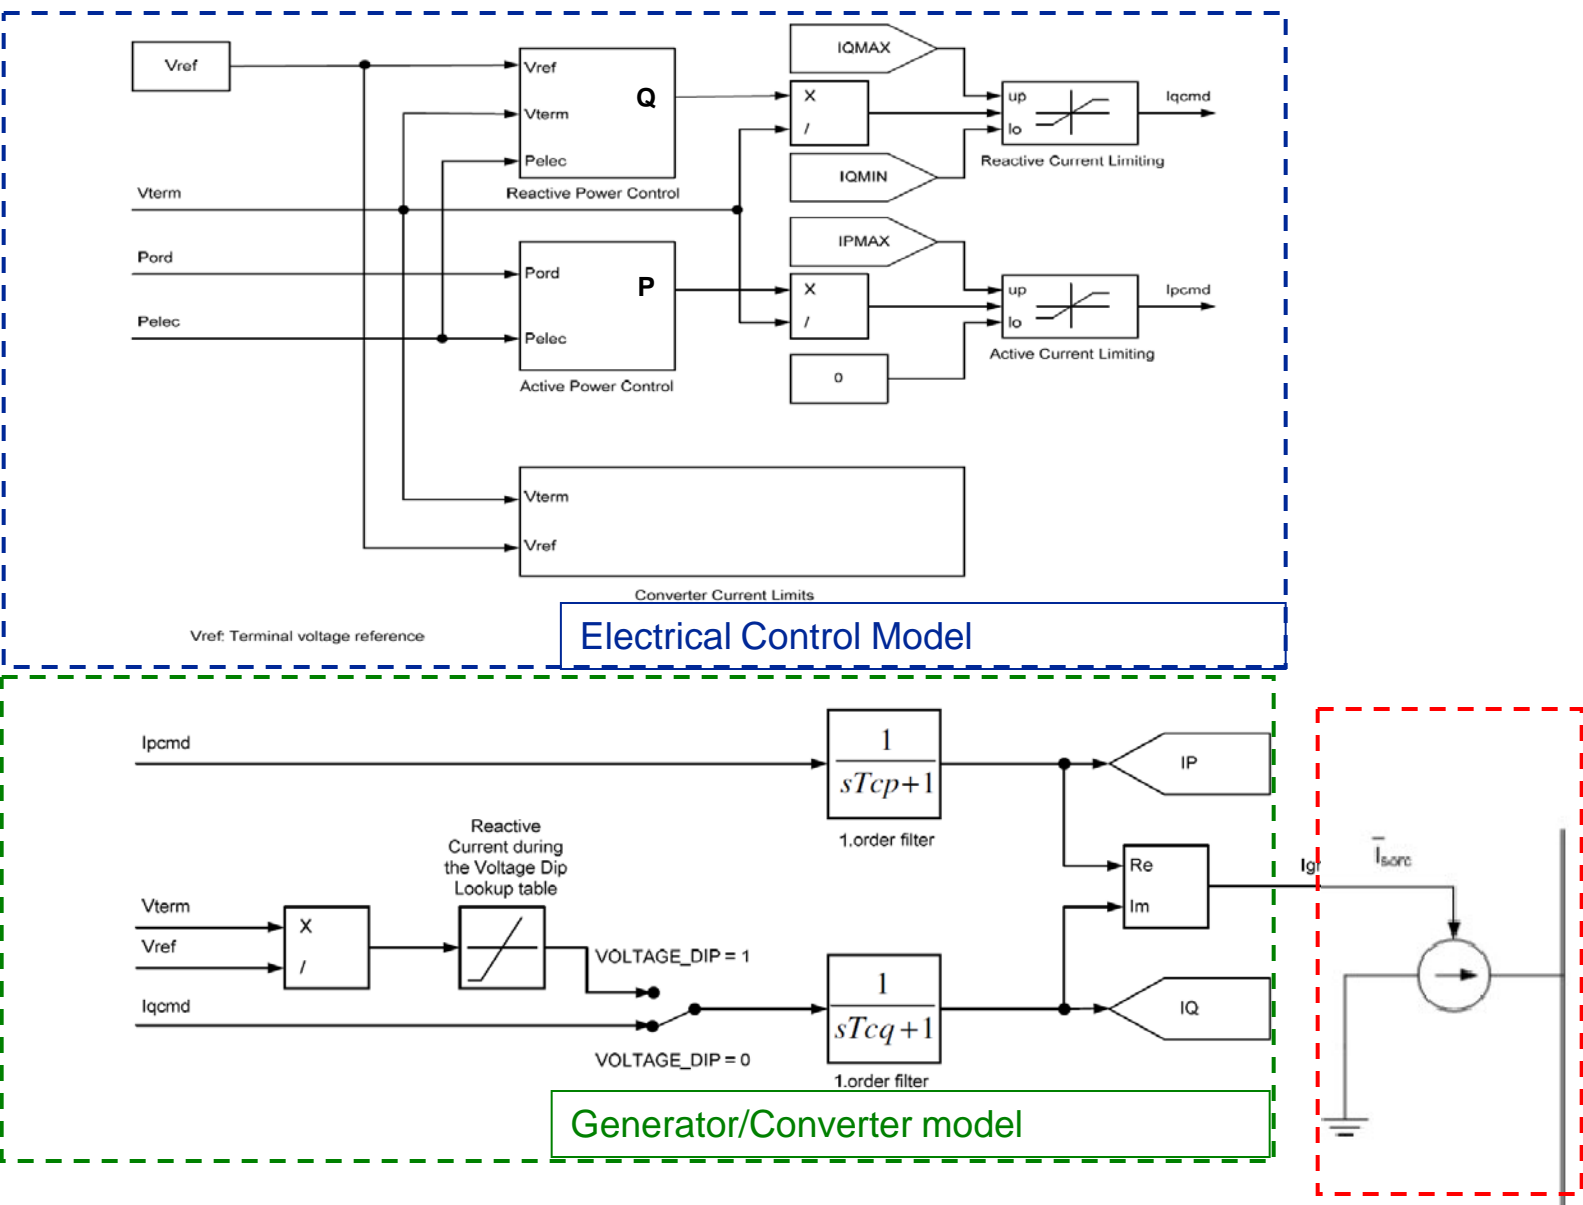 Vref
Vref
Vterm
Pelec
Q
Reactive Power Control
IQMAX
X
/
IQMIN
up
lo
Iqcmd
Reactive Current Limiting
Vterm
Pord
Pelec
Pord
Pelec
P
Active Power Control
IPMAX
X
/
0
up
lo
Ipcmd
Active Current Limiting
Vterm
Vref
Converter Current Limits
Vref: Terminal voltage reference
Electrical Control Model
Ipcmd
1
sTcp+1
1.order filter
IP
Reactive
Current during
the Voltage Dip
Lookup table
Vterm
Vref
X
/
Iqcmd
VOLTAGE_DIP = 1
VOLTAGE_DIP = 0
1
sTcq+1
1.order filter
Re
Im
IQ
Isorc
Generator/Converter model